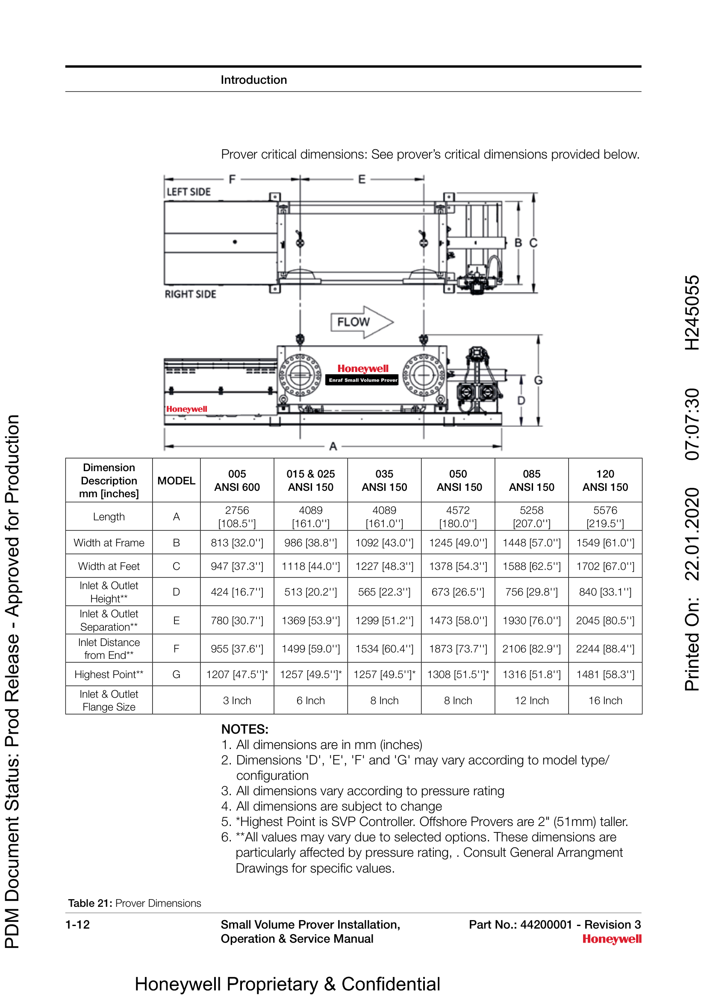 Introduction
Prover critical dimensions: See prover’s critical dimensions provided below.
F
E
LEFT SIDE
B
C
RIGHT SIDE
FLOW
Honeywell
Enraf Small Volume Prover
G
D
Honeywell
A
Dimension Description mm [inches] MODEL 005 ANSI 600 015 & 025 ANSI 150 035 ANSI 150 050 ANSI 150 085 ANSI 150 120 ANSI 150
Length A 2756 [108.5''] 4089 [161.0''] 4089 [161.0''] 4572 [180.0''] 5258 [207.0''] 5576 [219.5'']
Width at Frame B 813 [32.0''] 986 [38.8''] 1092 [43.0''] 1245 [49.0''] 1448 [57.0''] 1549 [61.0'']
Width at Feet C 947 [37.3''] 1118 [44.0''] 1227 [48.3''] 1378 [54.3''] 1588 [62.5''] 1702 [67.0'']
Inlet & Outlet Height** D 424 [16.7''] 513 [20.2''] 565 [22.3''] 673 [26.5''] 756 [29.8''] 840 [33.1'']
Inlet & Outlet Separation** E 780 [30.7''] 1369 [53.9''] 1299 [51.2''] 1473 [58.0''] 1930 [76.0''] 2045 [80.5'']
Inlet Distance from End** F 955 [37.6''] 1499 [59.0''] 1534 [60.4''] 1873 [73.7''] 2106 [82.9''] 2244 [88.4'']
Highest Point** G 1207 [47.5'']* 1257 [49.5'']* 1257 [49.5'']* 1308 [51.5'']* 1316 [51.8''] 1481 [58.3'']
Inlet & Outlet Flange Size 3 Inch 6 Inch 8 Inch 8 Inch 12 Inch 16 Inch
NOTES:
1. All dimensions are in mm (inches)
2. Dimensions 'D', 'E', 'F' and 'G' may vary according to model type/
configuration
3. All dimensions vary according to pressure rating
4. All dimensions are subject to change
5. *Highest Point is SVP Controller. Offshore Provers are 2" (51mm) taller.
6. **All values may vary due to selected options. These dimensions are
particularly affected by pressure rating, . Consult General Arrangment
Drawings for specific values.
Table 21: Prover Dimensions
1-12
Small Volume Prover Installation,
Operation & Service Manual
Part No.: 44200001 - Revision 3
Honeywell
Honeywell Proprietary & Confidential
PDM Document Status: Prod Release - Approved for Production
Printed On: 22.01.2020 07:07:30 H245055